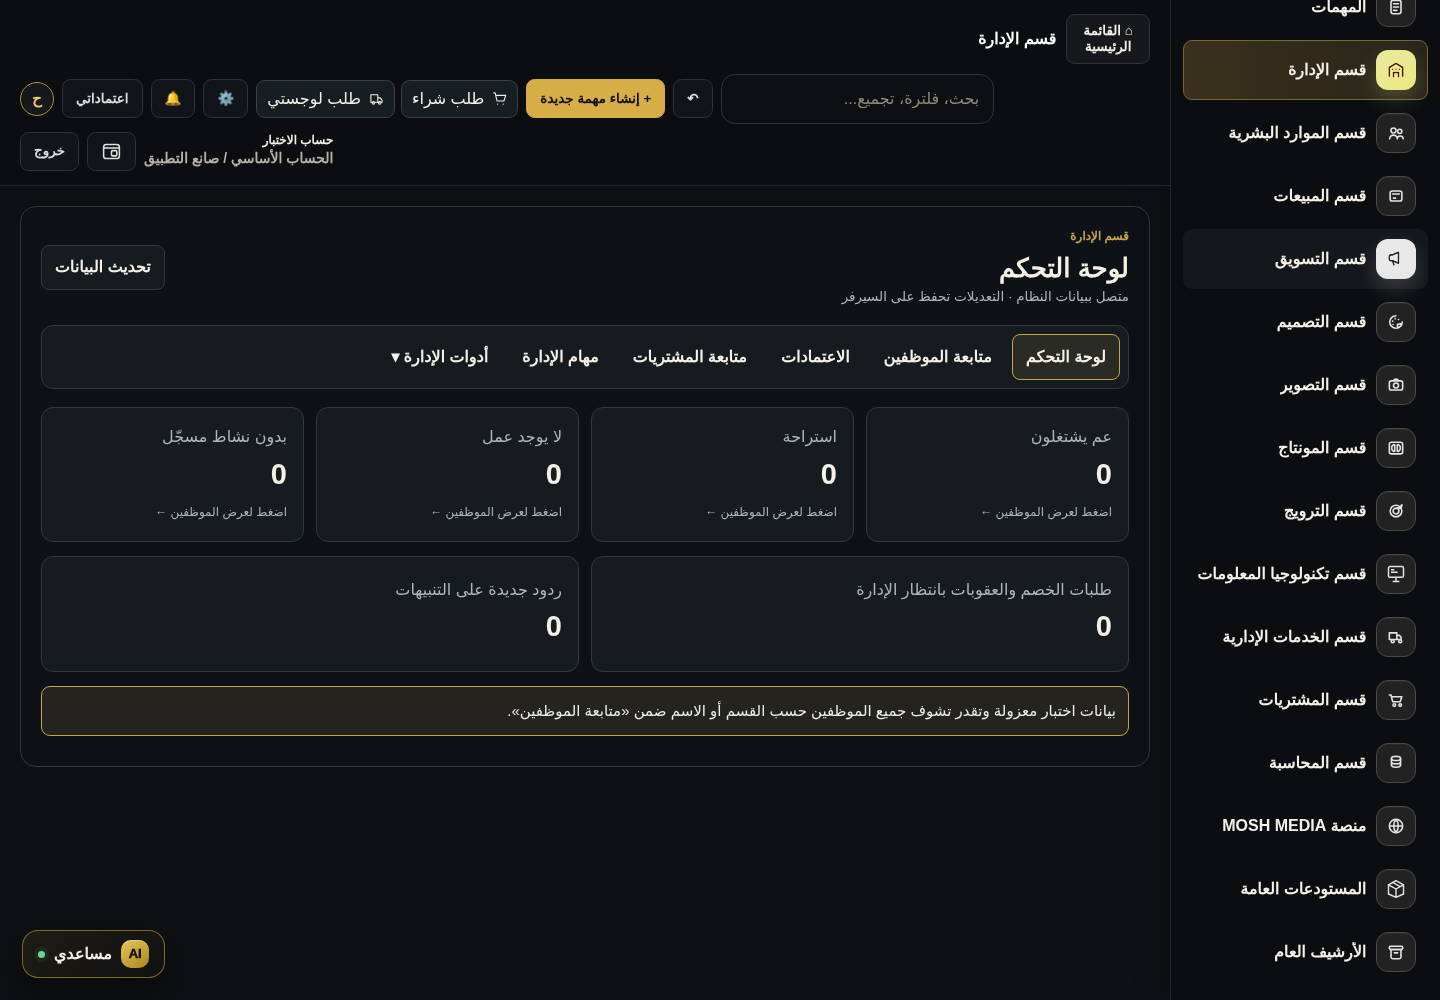 المهمات
قسم الإدارة
قسم الموارد البشرية
قسم المبيعات
قسم التسويق
قسم التصميم
قسم التصوير
قسم المونتاج
قسم الترويج
قسم تكنولوجيا المعلومات
قسم الخدمات الإدارية
قسم المشتريات
قسم المحاسبة
منصة MOSH MEDIA
المستودعات العامة
الأرشيف العام
⌂ القائمة
الرئيسية
قسم الإدارة
بحث، فلترة، تجميع...
↶
+ إنشاء مهمة جديدة
طلب شراء
طلب لوجستي
اعتماداتي
ح
حساب الاختبار
الحساب الأساسي / صانع التطبيق
خروج
قسم الإدارة
لوحة التحكم
متصل ببيانات النظام · التعديلات تحفظ على السيرفر
تحديث البيانات
لوحة التحكم
متابعة الموظفين
الاعتمادات
متابعة المشتريات
مهام الإدارة
أدوات الإدارة ▾
عم يشتغلون
0
اضغط لعرض الموظفين ←
استراحة
0
اضغط لعرض الموظفين ←
لا يوجد عمل
0
اضغط لعرض الموظفين ←
بدون نشاط مسجّل
0
اضغط لعرض الموظفين ←
طلبات الخصم والعقوبات بانتظار الإدارة
0
ردود جديدة على التنبيهات
0
بيانات اختبار معزولة وتقدر تشوف جميع الموظفين حسب القسم أو الاسم ضمن «متابعة الموظفين».
AI
مساعدي